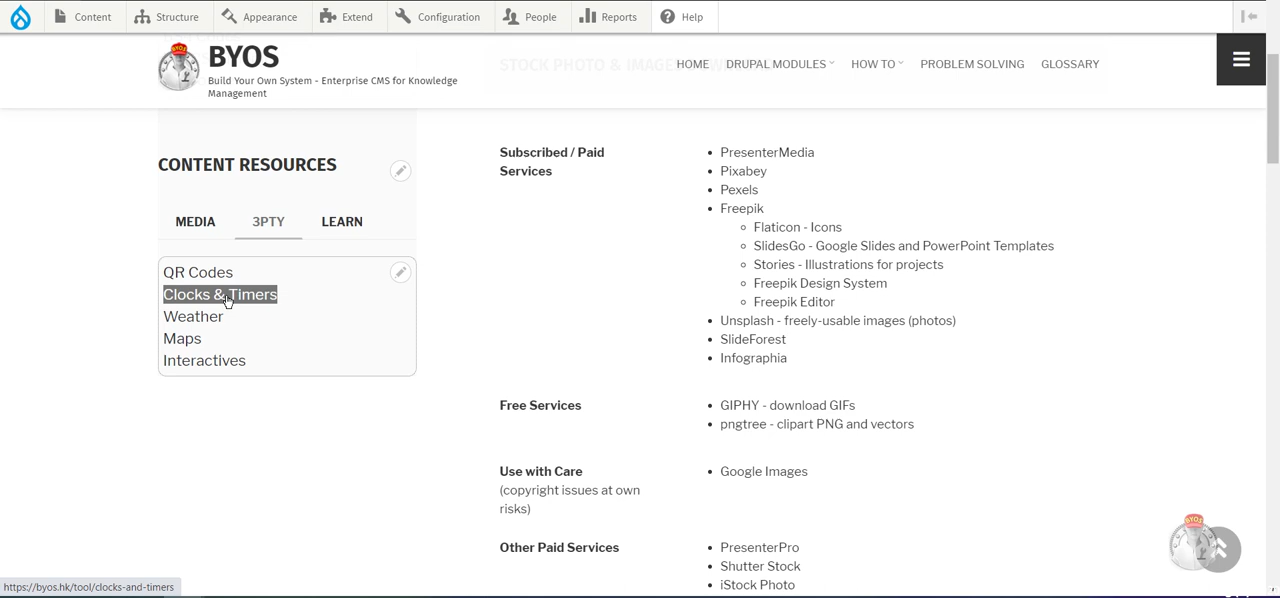 Content
Structure
Appearance
Extend
Configuration
People
Reports
Help
BYOS
Build Your Own System - Enterprise CMS for Knowledge
Management
STOCK PHOTO & IMAG
HOME
DRUPAL MODULES
HOW TO
PROBLEM SOLVING
GLOSSARY
CONTENT RESOURCES
MEDIA
3PTY
LEARN
QR Codes
Clocks & Timers
Weather
Maps
Interactives
Subscribed / Paid
Services
• PresenterMedia
• Pixabey
• Pexels
• Freepik
◦ Flaticon - Icons
◦ SlidesGo - Google Slides and PowerPoint Templates
◦ Stories - Illustrations for projects
◦ Freepik Design System
◦ Freepik Editor
• Unsplash - freely-usable images (photos)
• SlideForest
• Infographia
Free Services
• GIPHY - download GIFs
• pngtree - clipart PNG and vectors
Use with Care
(copyright issues at own
risks)
• Google Images
Other Paid Services
• PresenterPro
• Shutter Stock
• iStock Photo
BYOS
https://byos.hk/tool/clocks-and-timers